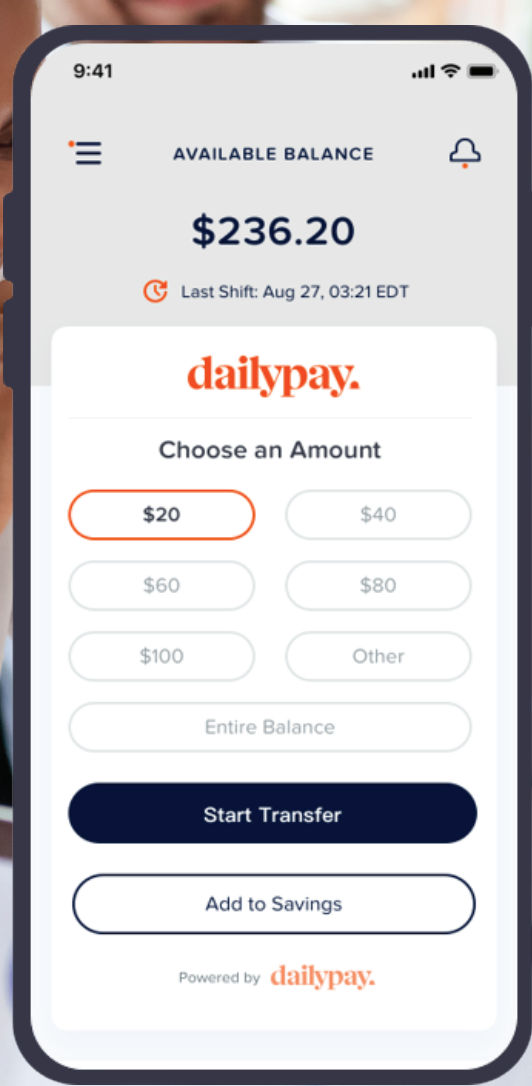 9:41
AVAILABLE BALANCE
$236.20
Last Shift: Aug 27, 03:21 EDT
dailypay.
Choose an Amount
$20
$40
$60
$80
$100
Other
Entire Balance
Start Transfer
Add to Savings
Powered by dailypay.